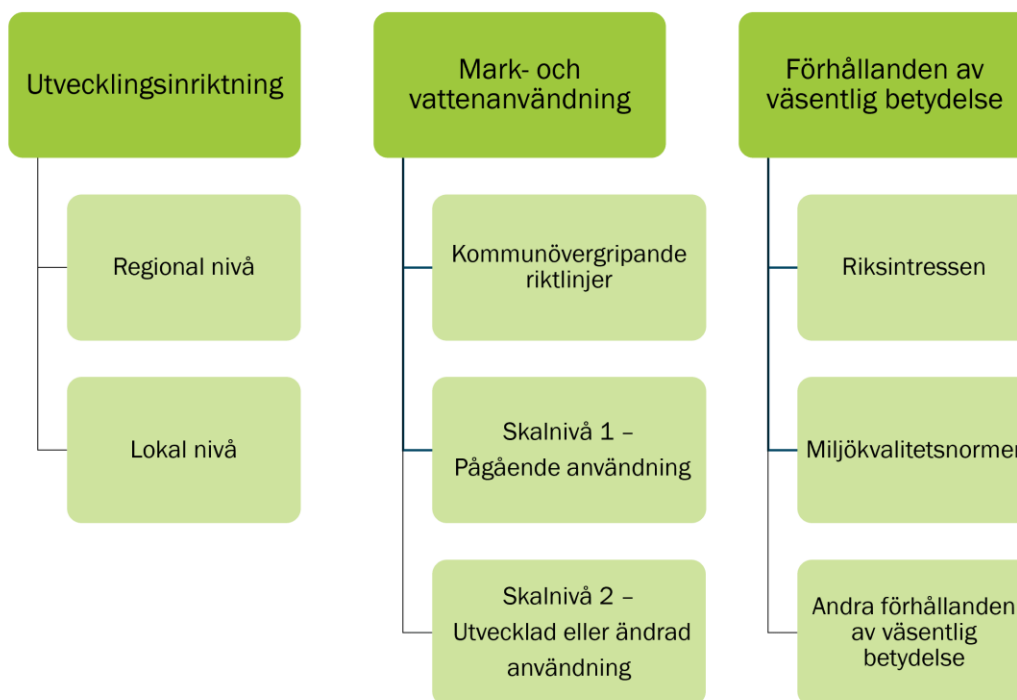 Utvecklingsinriktning
Regional nivå
Lokal nivå
Mark- och
vattenanvändning
Kommunövergripande
riktlinjer
Skalnivå 1 –
Pågående användning
Skalnivå 2 –
Utvecklad eller ändrad
användning
Förhållanden av
väsentlig betydelse
Riksintressen
Miljökvalitetsnormer
Andra förhållanden
av väsentlig
betydelse